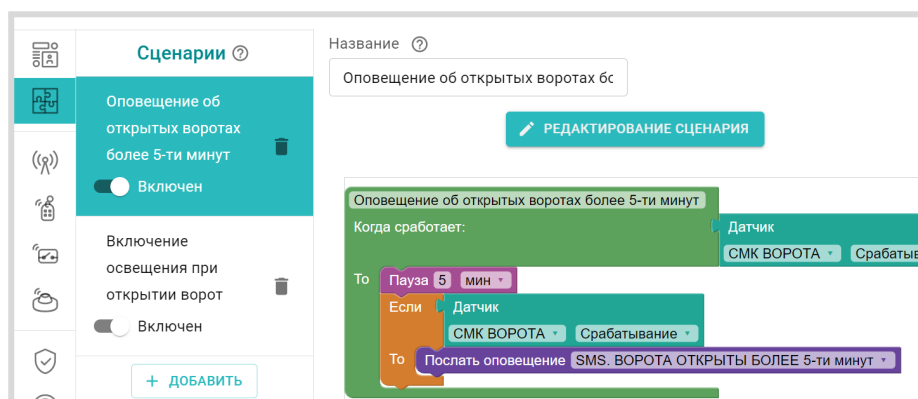 Сценарии
Оповещение об
открытых воротах
более 5-ти минут
Включен
Включение
освещения при
открытии ворот
Включен
+ ДОБАВИТЬ
Название
Оповещение об открытых воротах бо
РЕДАКТИРОВАНИЕ СЦЕНАРИЯ
Оповещение об открытых воротах более 5-ти минут
Когда сработает: Датчик
СМК ВОРОТА Срабатыв
То Пауза 5 мин
Если Датчик
СМК ВОРОТА Срабатывание
То Послать оповещение SMS. ВОРОТА ОТКРЫТЫ БОЛЕЕ 5-ти минут